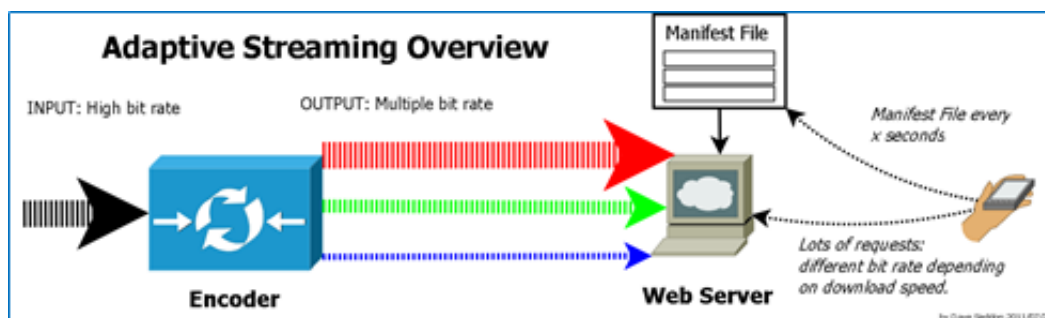 Adaptive Streaming Overview
Manifest File
INPUT: High bit rate
OUTPUT: Multiple bit rate
Manifest File every
x seconds
Encoder
Web Server
Lots of requests:
different bit rate depending
on download speed.